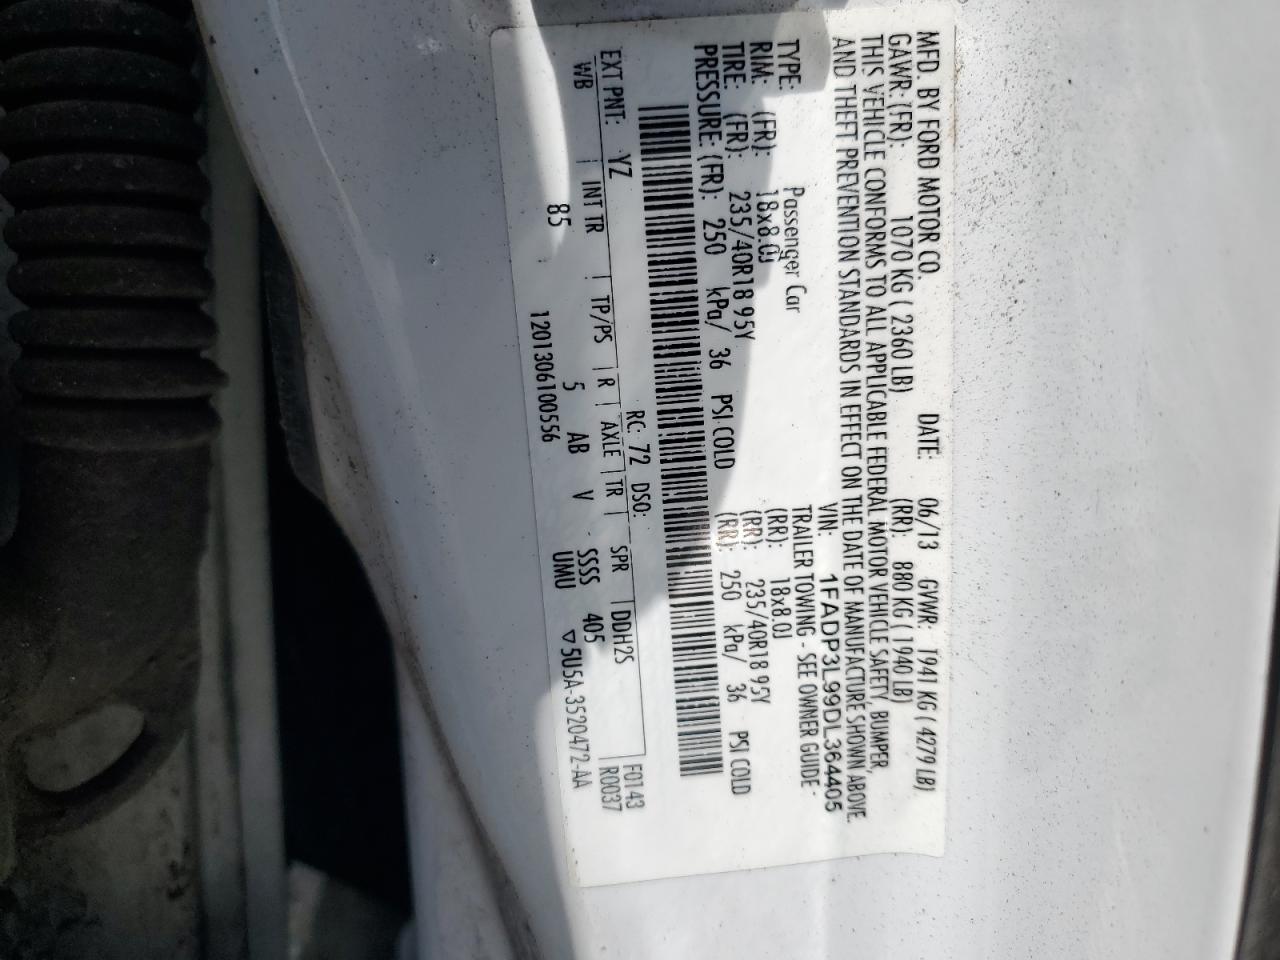 MFD. BY FORD MOTOR CO. DATE: 06/13 GVWR: 1941 KG ( 4279 LB)
GAWR: (FR): 1070 KG ( 2360 LB) (RR): 880 KG ( 1940 LB)
THIS VEHICLE CONFORMS TO ALL APPLICABLE FEDERAL MOTOR VEHICLE SAFETY, BUMPER,
AND THEFT PREVENTION STANDARDS IN EFFECT ON THE DATE OF MANUFACTURE SHOWN ABOVE.
VIN: 1FADP3L99DL364405
TYPE: Passenger Car TRAILER TOWING - SEE OWNER GUIDE -
RIM: (FR): 18x8.0J (RR): 18x8.0J
TIRE: (FR): 235/40R18 95Y (RR): 235/40R18 95Y
PRESSURE: (FR): 250 kPa/ 36 PSI COLD (RR): 250 kPa/ 36 PSI COLD
EXT PNT: YZ RC: 72 DSO: F0143
WB | INT TR | TP/PS | R | AXLE | TR | SPR | DDH2S R0037
85 5 AB V SSSS 405
1201306100556 UMU ▽5U5A-3520472-AA